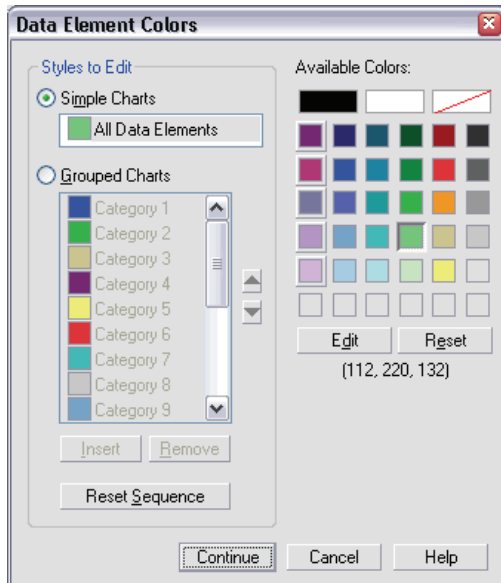 Data Element Colors
Styles to Edit
Simple Charts
All Data Elements
Grouped Charts
Category 1
Category 2
Category 3
Category 4
Category 5
Category 6
Category 7
Category 8
Category 9
Insert Remove
Reset Sequence
Available Colors:
Edit Reset
(112, 220, 132)
Continue Cancel Help